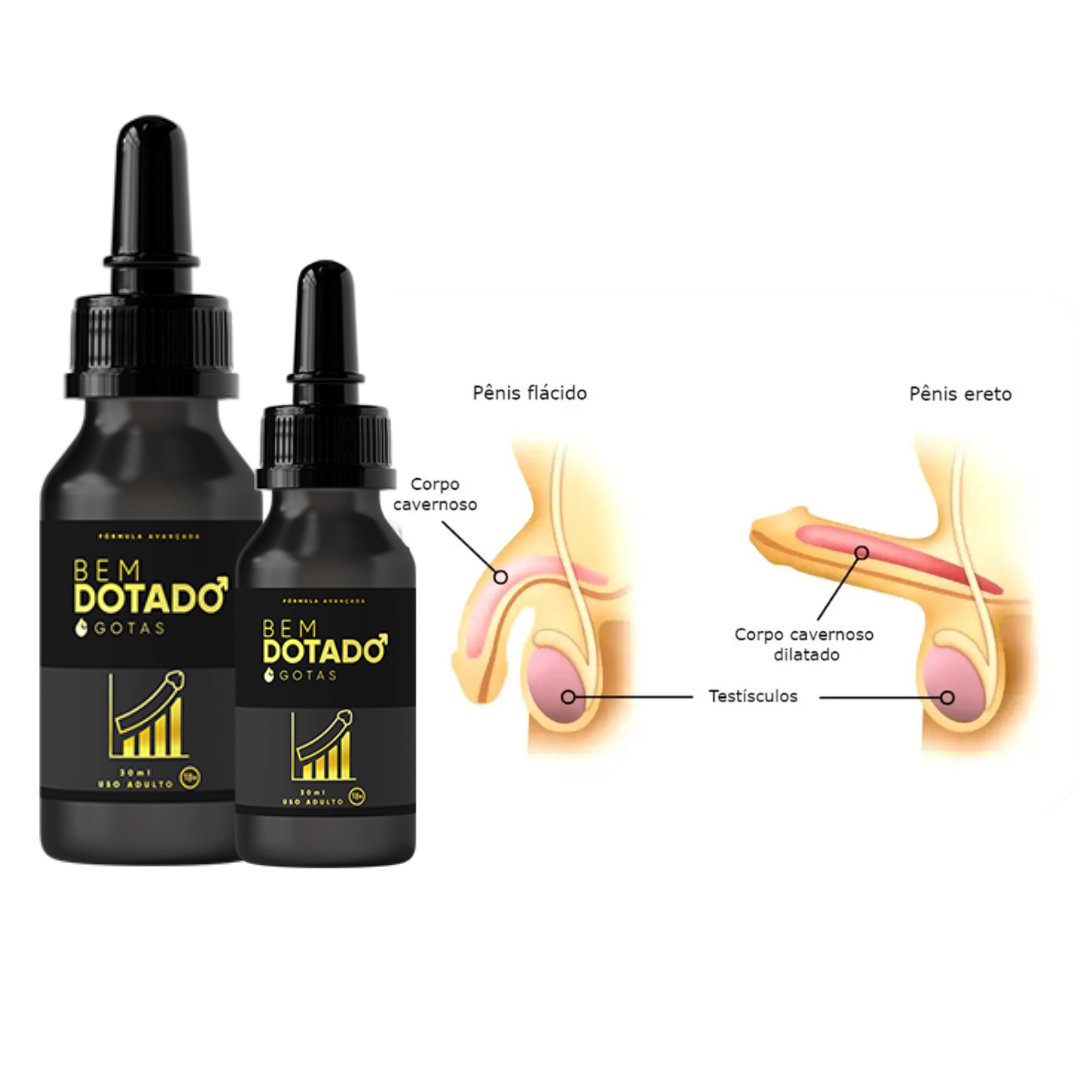 FÓRMULA AVANÇADA
BEM
DOTADO
GOTAS
30ml
USO ADULTO 18+
FÓRMULA AVANÇADA
BEM
DOTADO
GOTAS
30ml
USO ADULTO 18+
Pênis flácido
Corpo
cavernoso
Pênis ereto
Corpo cavernoso
dilatado
Testísculos